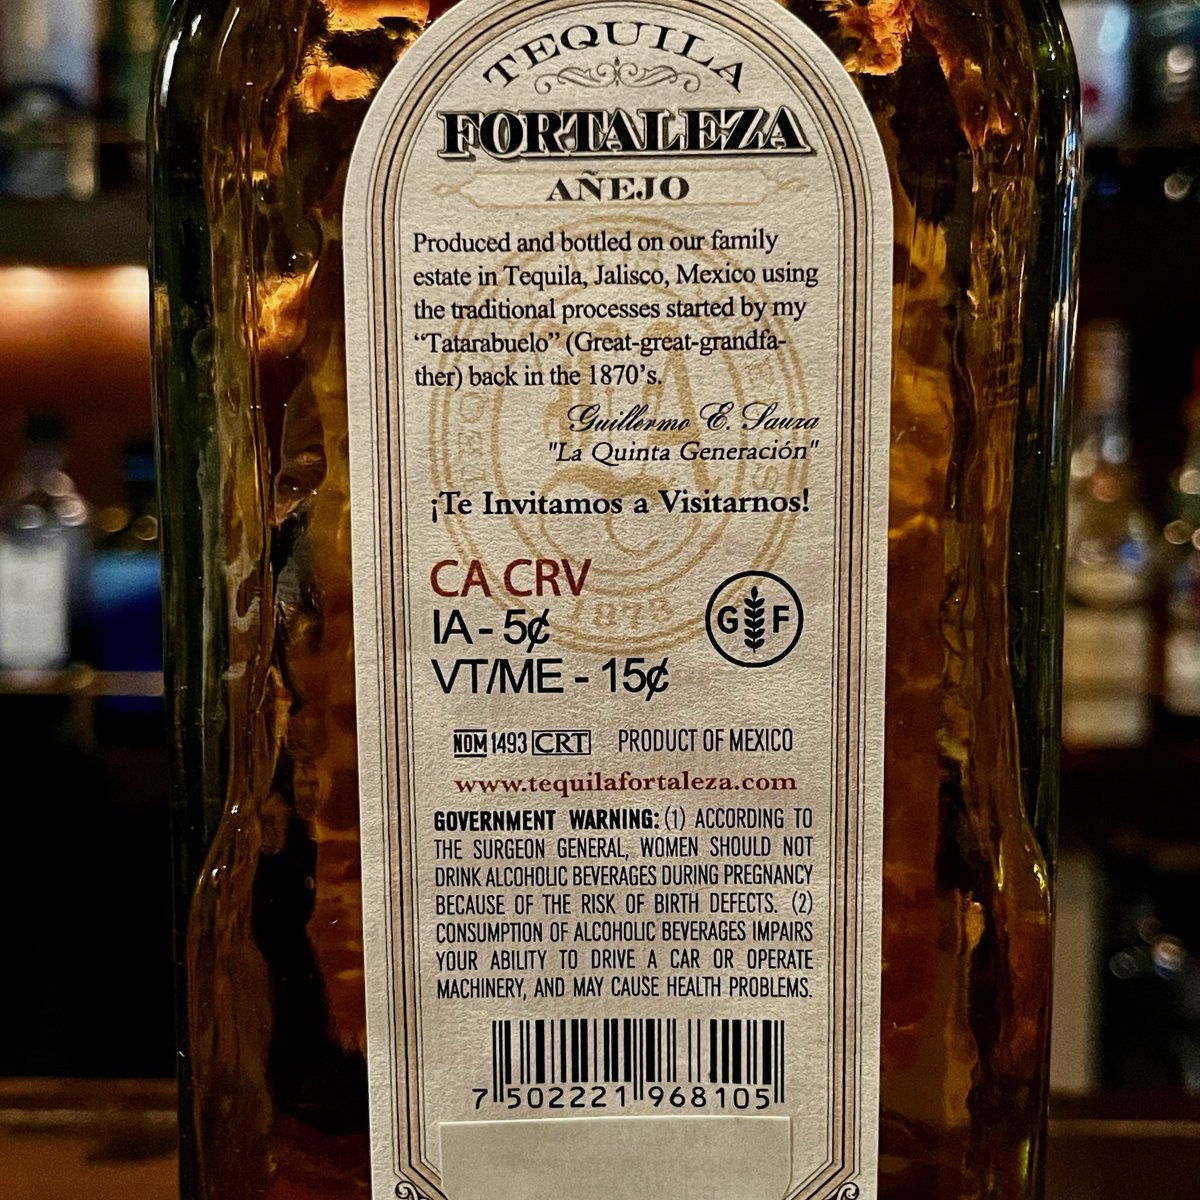 TEQUILA
FORTALEZA
AÑEJO
Produced and bottled on our family
estate in Tequila, Jalisco, Mexico using
the traditional processes started by my
“Tatarabuelo” (Great-great-grandfa-
ther) back in the 1870’s.
Guillermo E. Sauza
"La Quinta Generación"
¡Te Invitamos a Visitarnos!
CA CRV
IA - 5¢
VT/ME - 15¢
G F
1873
NOM 1493 CRT PRODUCT OF MEXICO
www.tequilafortaleza.com
GOVERNMENT WARNING: (1) ACCORDING TO
THE SURGEON GENERAL, WOMEN SHOULD NOT
DRINK ALCOHOLIC BEVERAGES DURING PREGNANCY
BECAUSE OF THE RISK OF BIRTH DEFECTS. (2)
CONSUMPTION OF ALCOHOLIC BEVERAGES IMPAIRS
YOUR ABILITY TO DRIVE A CAR OR OPERATE
MACHINERY, AND MAY CAUSE HEALTH PROBLEMS.
7 502221 968105